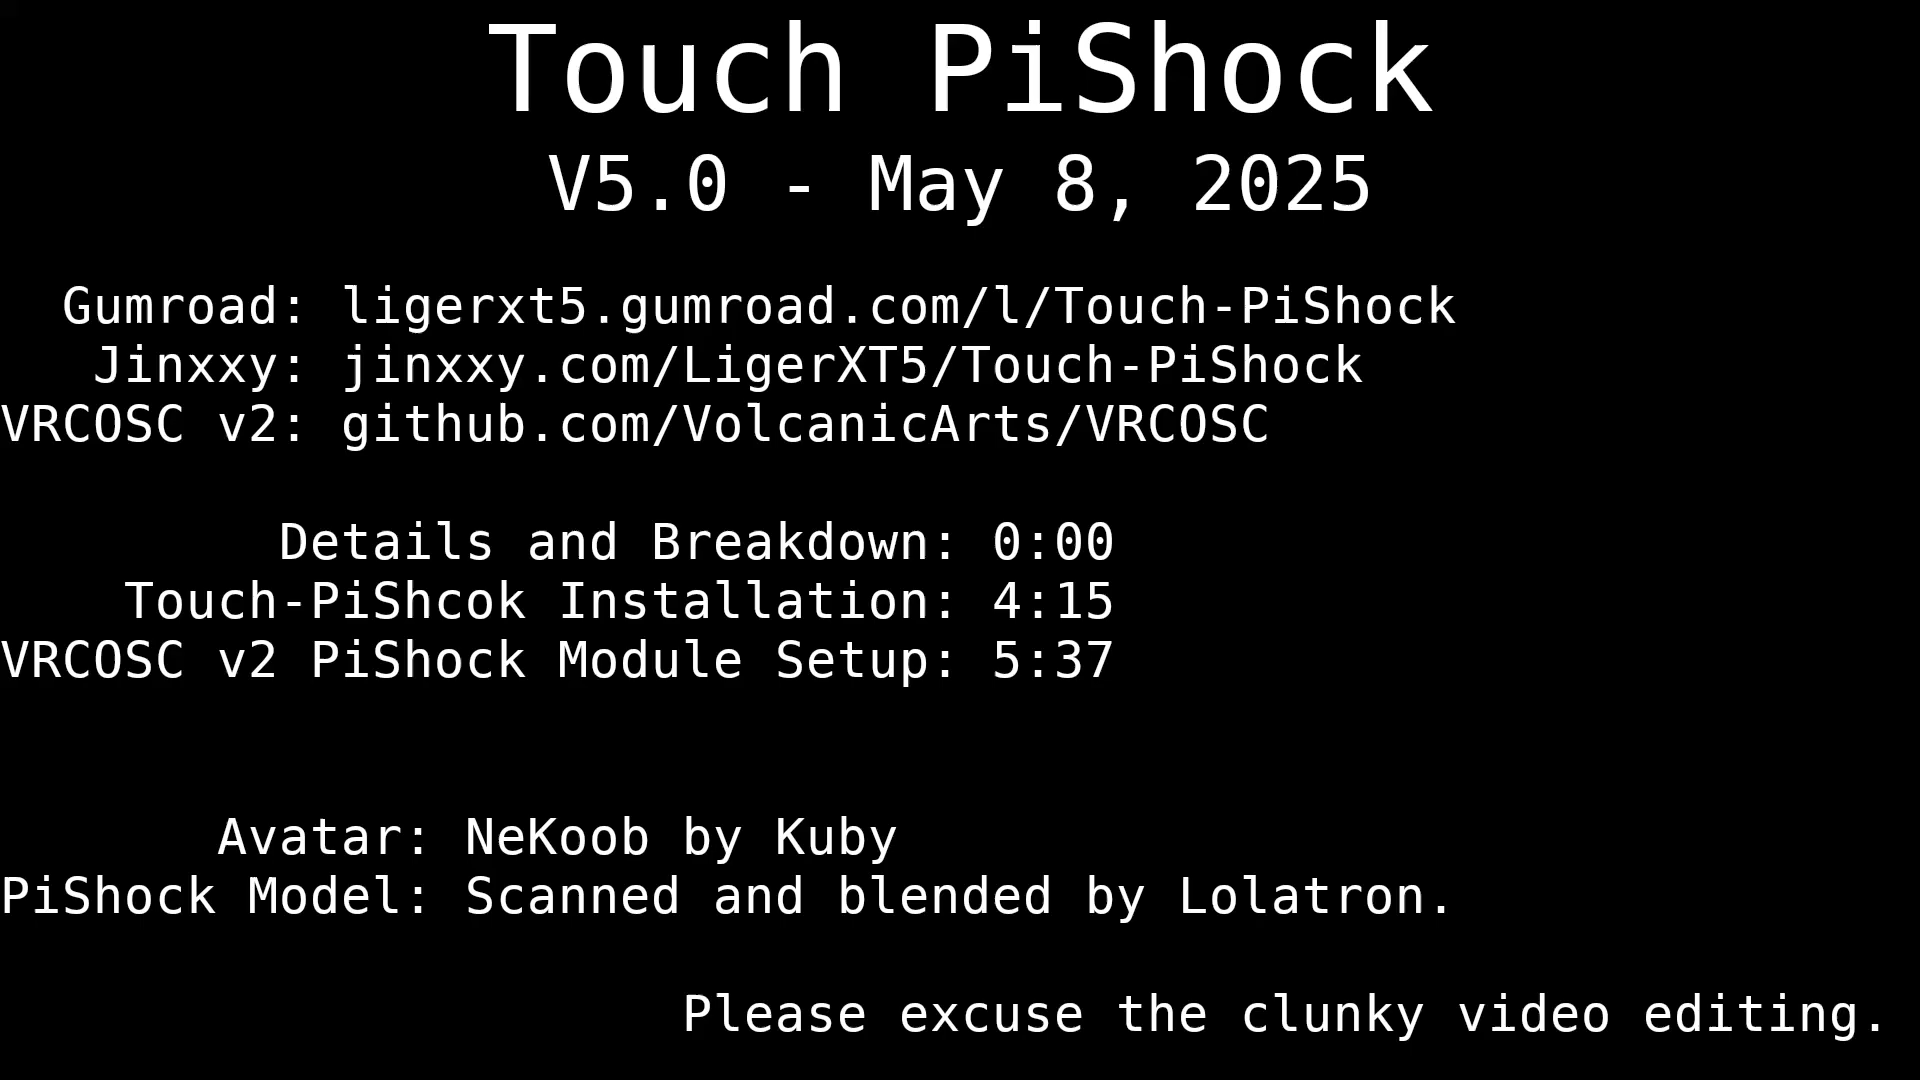 Touch PiShock
V5.0 - May 8, 2025
Gumroad: ligerxt5.gumroad.com/l/Touch-PiShock
Jinxxy: jinxxy.com/LigerXT5/Touch-PiShock
VRCOSC v2: github.com/VolcanicArts/VRCOSC
Details and Breakdown: 0:00
Touch-PiShcok Installation: 4:15
VRCOSC v2 PiShock Module Setup: 5:37
Avatar: NeKoob by Kuby
PiShock Model: Scanned and blended by Lolatron.
Please excuse the clunky video editing.